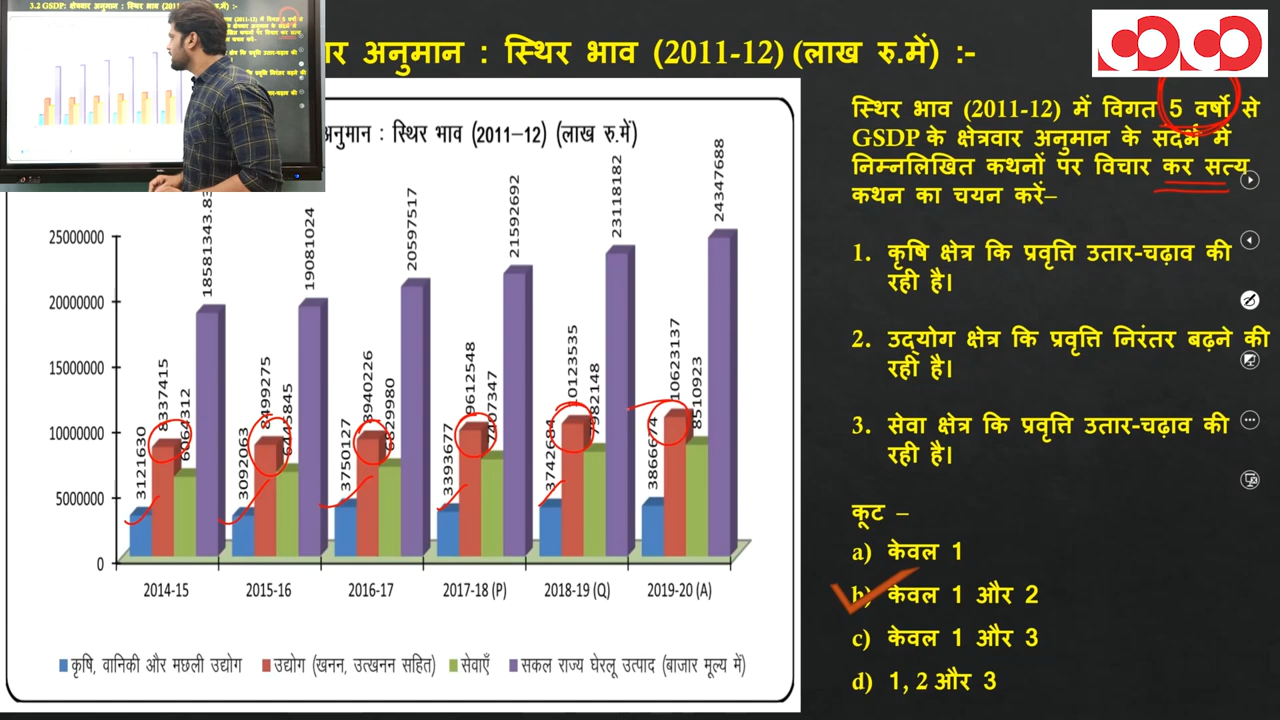 3.2 GSDP: क्षेत्रवार अनुमान : स्थिर भाव (2011-12)
वार अनुमान : स्थिर भाव (2011-12) (लाख रु.में) :-
अनुमान : स्थिर भाव (2011–12) (लाख रु.में)
25000000
20000000
15000000
10000000
5000000
0
3121630
8337415
6062312
18581343.83
3092063
8499275
6445845
19081024
3750127
8940226
6829980
20597517
3393677
9612548
7407347
21592692
3742684
10123535
7982148
23118182
3866674
10623137
8510923
24347688
2014-15
2015-16
2016-17
2017-18 (P)
2018-19 (Q)
2019-20 (A)
कृषि, वानिकी और मछली उद्योग
उद्योग (खनन, उत्खनन सहित)
सेवाएँ
सकल राज्य घेरलू उत्पाद (बाजार मूल्य में)
स्थिर भाव (2011-12) में विगत 5 वर्षो से
GSDP के क्षेत्रवार अनुमान के संदर्भ में
निम्नलिखित कथनों पर विचार कर सत्य
कथन का चयन करें–
1. कृषि क्षेत्र कि प्रवृत्ति उतार-चढ़ाव की
रही है।
2. उद्योग क्षेत्र कि प्रवृत्ति निरंतर बढ़ने की
रही है।
3. सेवा क्षेत्र कि प्रवृत्ति उतार-चढ़ाव की
रही है।
कूट –
a) केवल 1
b) केवल 1 और 2
c) केवल 1 और 3
d) 1, 2 और 3